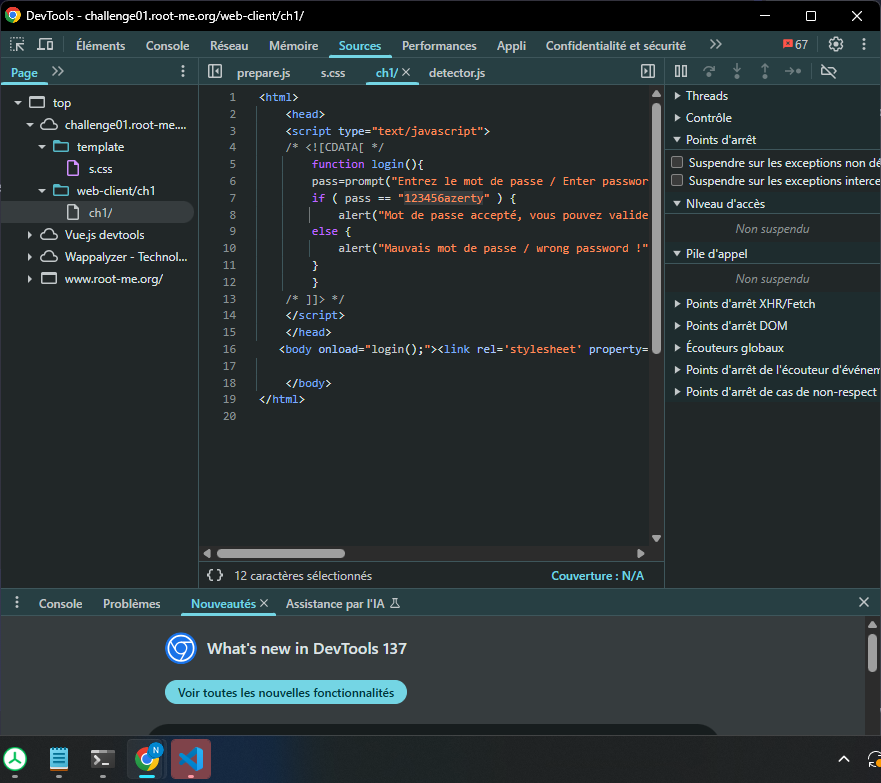 DevTools - challenge01.root-me.org/web-client/ch1/
Éléments Console Réseau Mémoire Sources Performances Appli Confidentialité et sécurité 67
Page
prepare.js s.css ch1/ detector.js
top
challenge01.root-me....
template
s.css
web-client/ch1
ch1/
Vue.js devtools
Wappalyzer - Technol...
www.root-me.org/
1 <html>
2 <head>
3 <script type="text/javascript">
4 /* <![CDATA[ */
5 function login(){
6 pass=prompt("Entrez le mot de passe / Enter passwor
7 if ( pass == "123456azerty" ) {
8 alert("Mot de passe accepté, vous pouvez valide
9 else {
10 alert("Mauvais mot de passe / wrong password !"
11 }
12 }
13 /* ]]> */
14 </script>
15 </head>
16 <body onload="login();"><link rel='stylesheet' property=
17
18 </body>
19 </html>
20
{} 12 caractères sélectionnés Couverture : N/A
Threads
Contrôle
Points d'arrêt
Suspendre sur les exceptions non dé
Suspendre sur les exceptions interce
NIveau d'accès
Non suspendu
Pile d'appel
Non suspendu
Points d'arrêt XHR/Fetch
Points d'arrêt DOM
Écouteurs globaux
Points d'arrêt de l'écouteur d'événem
Points d'arrêt de cas de non-respect
Console Problèmes Nouveautés Assistance par l'IA
What's new in DevTools 137
Voir toutes les nouvelles fonctionnalités
N